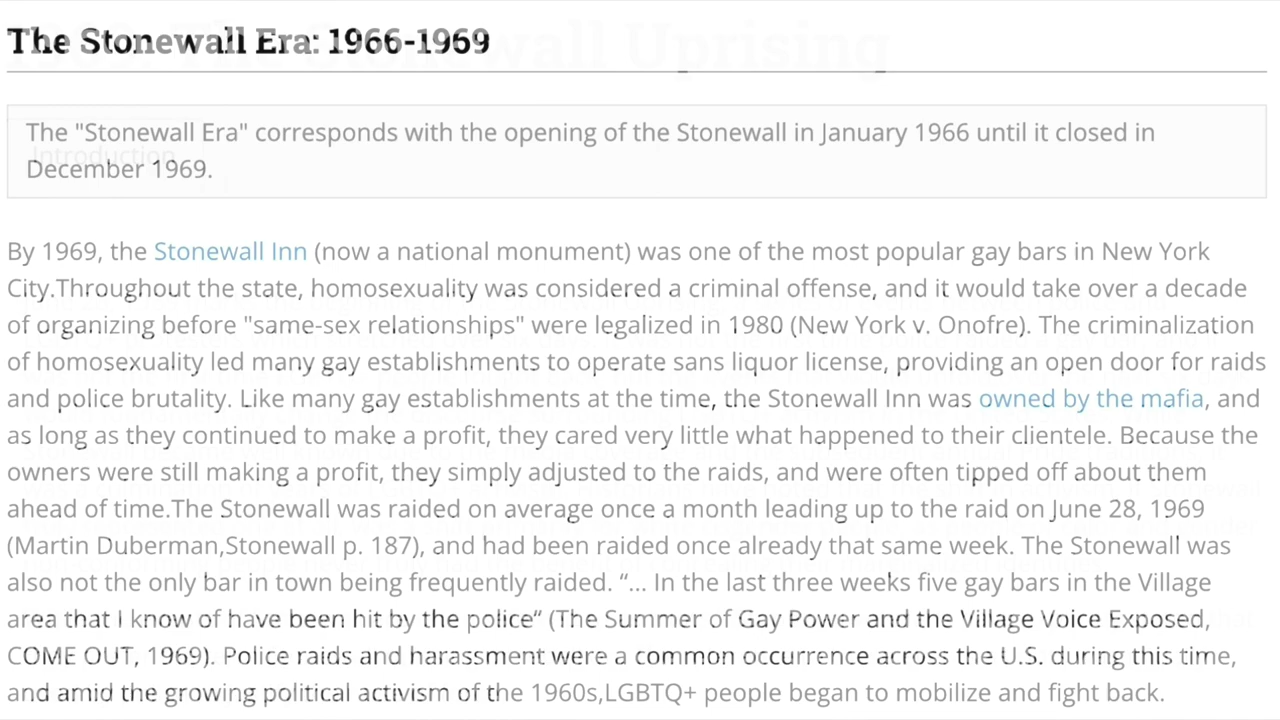 The Stonewall Era: 1966-1969
Stonewall Uprising
The "Stonewall Era" corresponds with the opening of the Stonewall in January 1966 until it closed in
Introduction
December 1969.
By 1969, the Stonewall Inn (now a national monument) was one of the most popular gay bars in New York
City.Throughout the state, homosexuality was considered a criminal offense, and it would take over a decade
of organizing before "same-sex relationships" were legalized in 1980 (New York v. Onofre). The criminalization
of homosexuality led many gay establishments to operate sans liquor license, providing an open door for raids
and police brutality. Like many gay establishments at the time, the Stonewall Inn was owned by the mafia, and
as long as they continued to make a profit, they cared very little what happened to their clientele. Because the
owners were still making a profit, they simply adjusted to the raids, and were often tipped off about them
ahead of time.The Stonewall was raided on average once a month leading up to the raid on June 28, 1969
(Martin Duberman,Stonewall p. 187), and had been raided once already that same week. The Stonewall was
also not the only bar in town being frequently raided. “... In the last three weeks five gay bars in the Village
area that I know of have been hit by the police“ (The Summer of Gay Power and the Village Voice Exposed,
COME OUT, 1969). Police raids and harassment were a common occurrence across the U.S. during this time,
and amid the growing political activism of the 1960s,LGBTQ+ people began to mobilize and fight back.